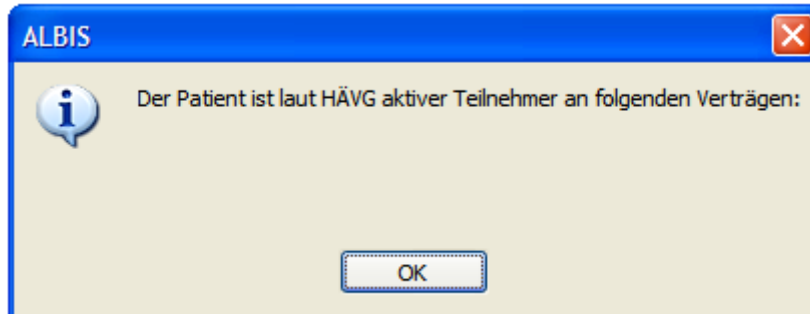 ALBIS
Der Patient ist laut HÄVG aktiver Teilnehmer an folgenden Verträgen:
OK